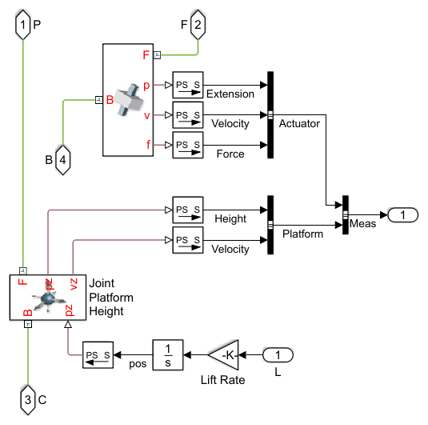 1 P
F 2
F
p PS S
Extension
B v PS S
Velocity Actuator
B 4
f PS S
Force
PS S
Height
PS S
Velocity Platform
Meas 1
F pz vz
B pz
Joint
Platform
Height
PS S pos 1/s -K- 1
Lift Rate L
3 C